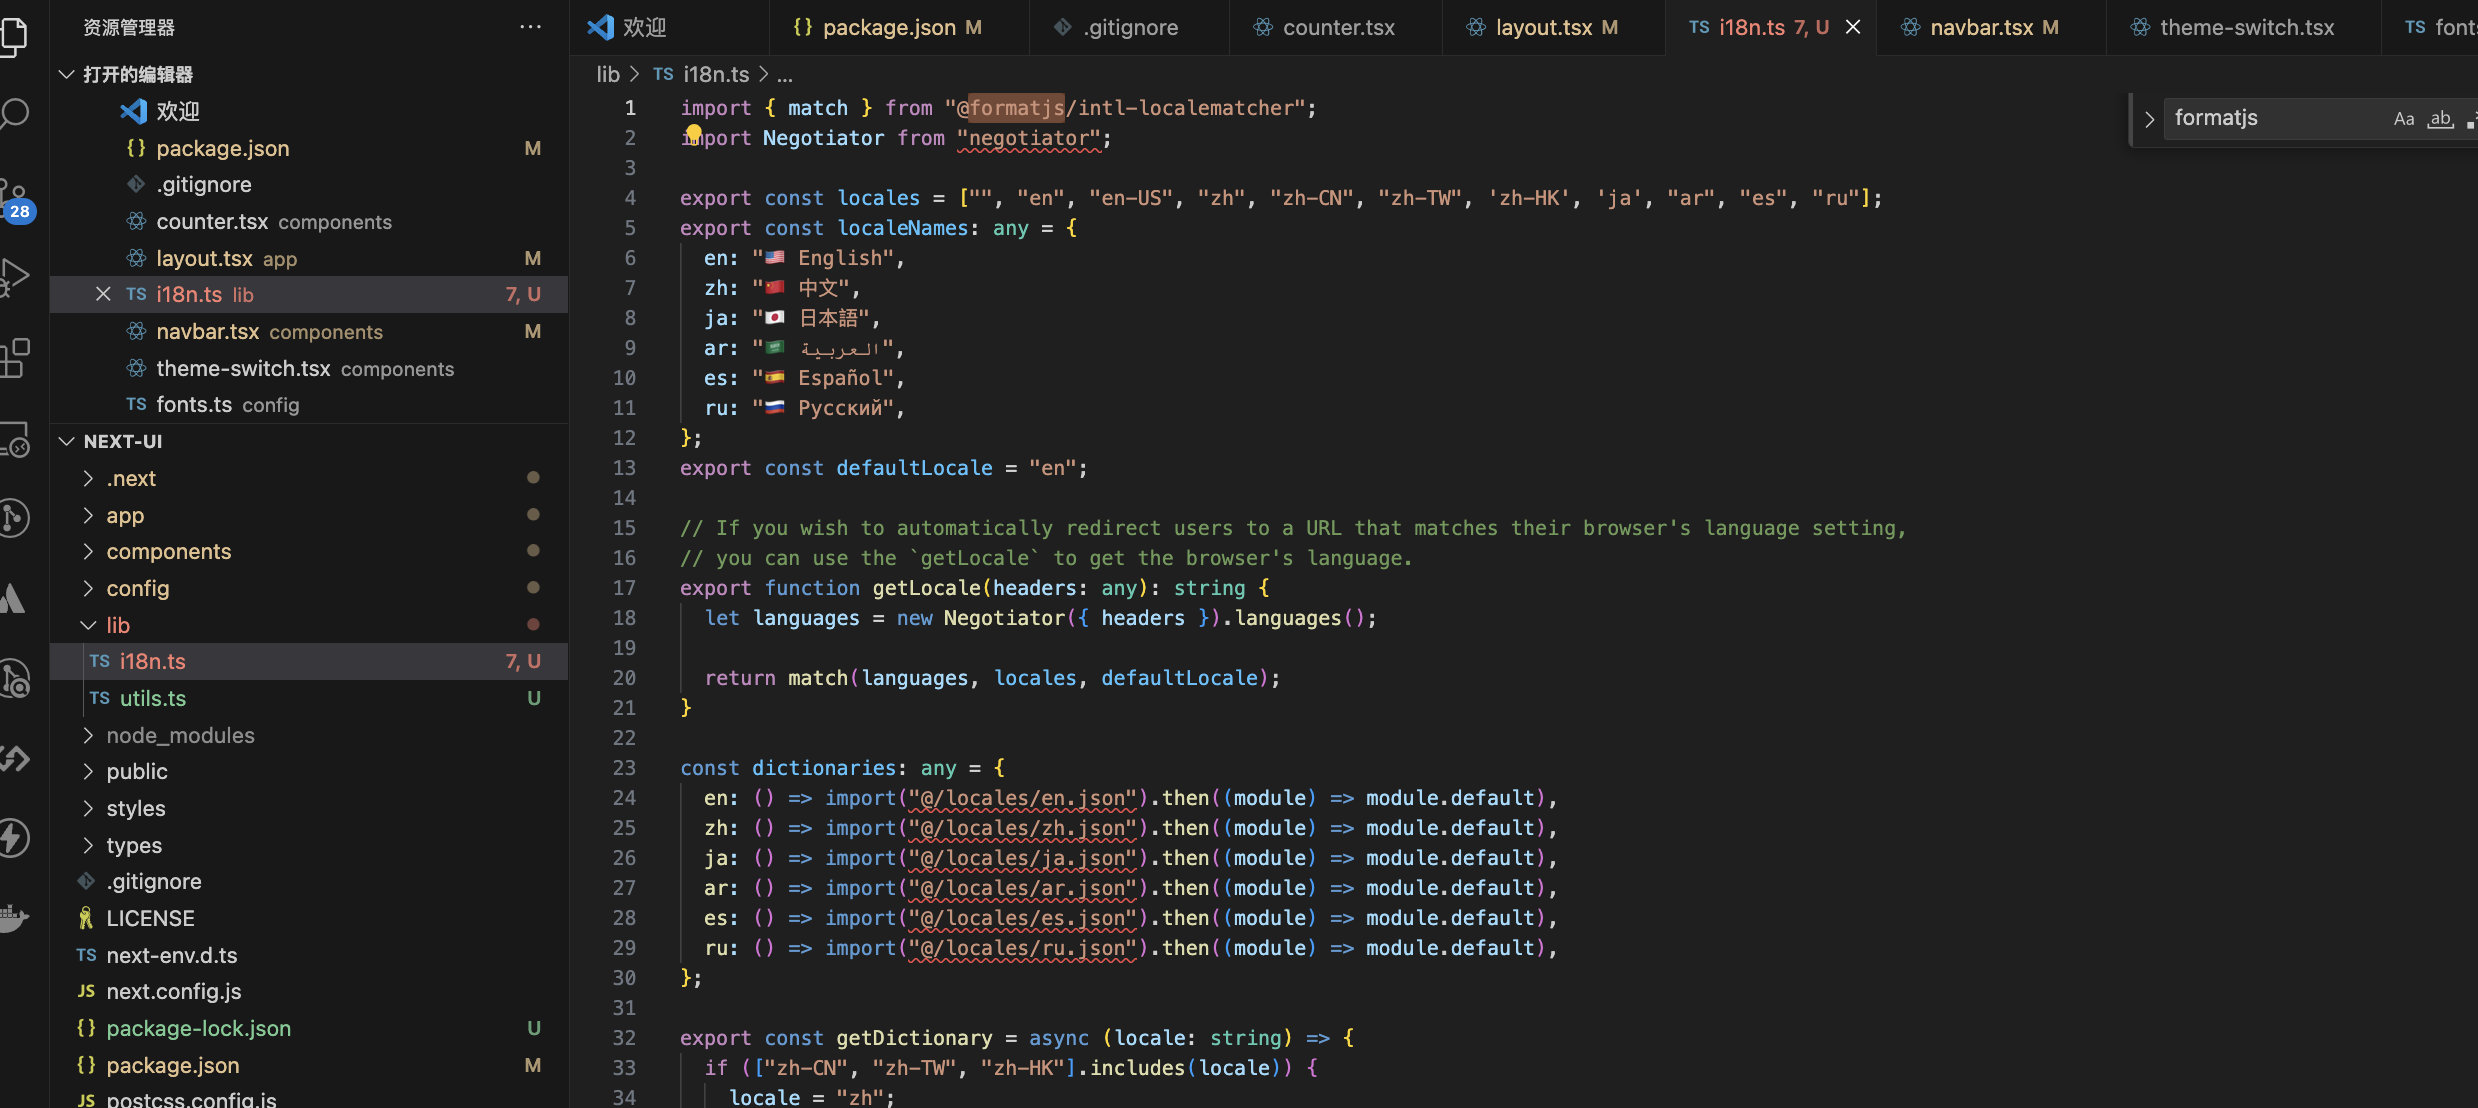 资源管理器 ...
打开的编辑器
欢迎
{} package.json M
.gitignore
counter.tsx components
layout.tsx app M
TS i18n.ts lib 7, U
navbar.tsx components M
theme-switch.tsx components
TS fonts.ts config
NEXT-UI
.next
app
components
config
lib
TS i18n.ts 7, U
TS utils.ts U
node_modules
public
styles
types
.gitignore
LICENSE
TS next-env.d.ts
JS next.config.js
{} package-lock.json U
{} package.json M
JS postcss.config.js
28
欢迎 {} package.json M .gitignore counter.tsx layout.tsx M TS i18n.ts 7, U navbar.tsx M theme-switch.tsx TS fonts
lib > TS i18n.ts > ...
formatjs Aa ab
1 import { match } from "@formatjs/intl-localematcher";
2 import Negotiator from "negotiator";
3
4 export const locales = ["", "en", "en-US", "zh", "zh-CN", "zh-TW", 'zh-HK', 'ja', "ar", "es", "ru"];
5 export const localeNames: any = {
6 en: "🇺🇸 English",
7 zh: "🇨🇳 中文",
8 ja: "🇯🇵 日本語",
9 ar: "🇸🇦 العربية",
10 es: "🇪🇸 Español",
11 ru: "🇷🇺 Русский",
12 };
13 export const defaultLocale = "en";
14
15 // If you wish to automatically redirect users to a URL that matches their browser's language setting,
16 // you can use the `getLocale` to get the browser's language.
17 export function getLocale(headers: any): string {
18 let languages = new Negotiator({ headers }).languages();
19
20 return match(languages, locales, defaultLocale);
21 }
22
23 const dictionaries: any = {
24 en: () => import("@/locales/en.json").then((module) => module.default),
25 zh: () => import("@/locales/zh.json").then((module) => module.default),
26 ja: () => import("@/locales/ja.json").then((module) => module.default),
27 ar: () => import("@/locales/ar.json").then((module) => module.default),
28 es: () => import("@/locales/es.json").then((module) => module.default),
29 ru: () => import("@/locales/ru.json").then((module) => module.default),
30 };
31
32 export const getDictionary = async (locale: string) => {
33 if (["zh-CN", "zh-TW", "zh-HK"].includes(locale)) {
34 locale = "zh";